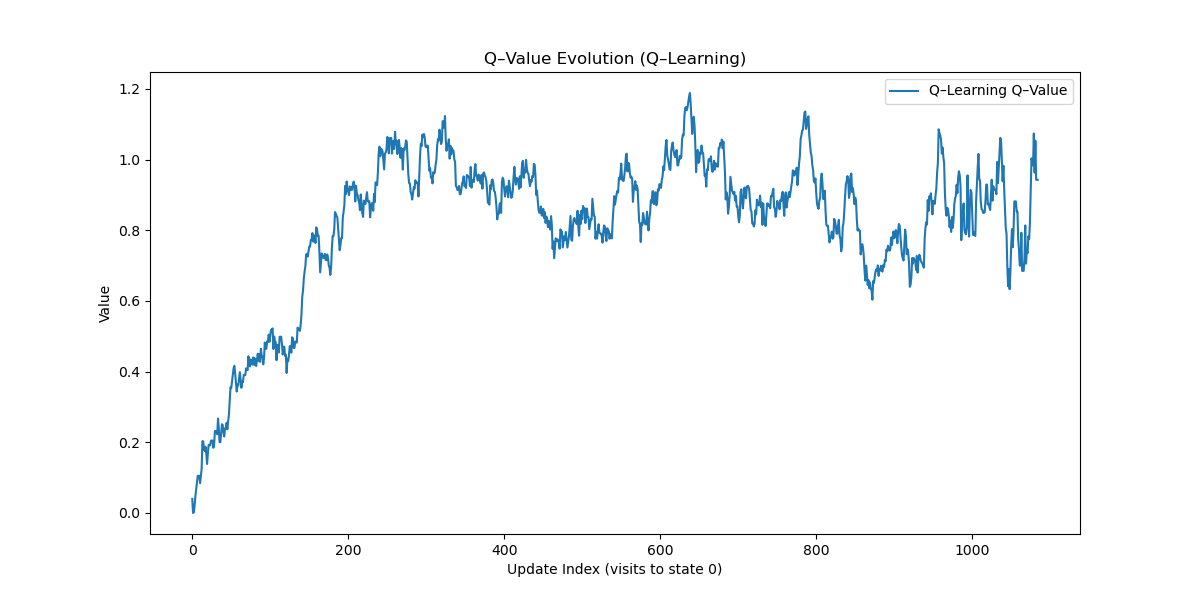 Q–Value Evolution (Q–Learning)
Q–Learning Q–Value
Value
1.2
1.0
0.8
0.6
0.4
0.2
0.0
0 200 400 600 800 1000
Update Index (visits to state 0)